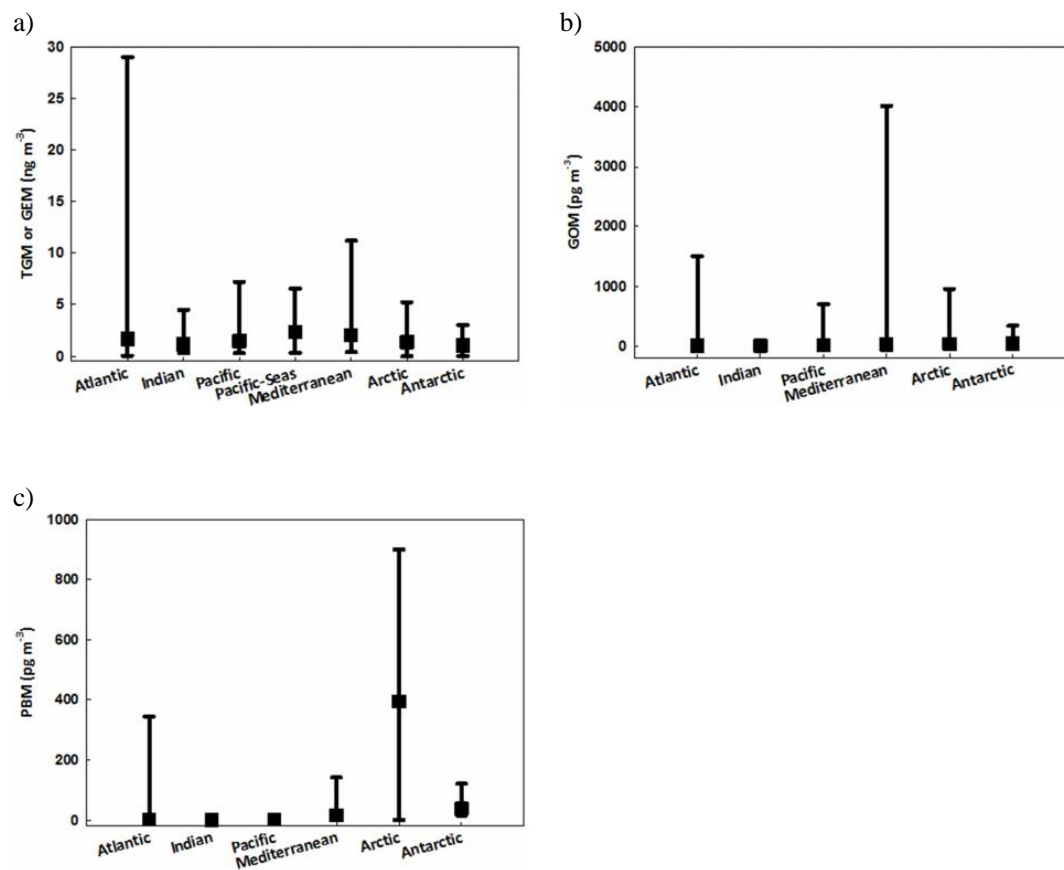 a)
30
25
20
15
10
5
0
TGM or GEM (ng m⁻³)
Atlantic
Indian
Pacific
Pacific-Seas
Mediterranean
Arctic
Antarctic
b)
5000
4000
3000
2000
1000
0
GOM (pg m⁻³)
Atlantic
Indian
Pacific
Mediterranean
Arctic
Antarctic
c)
1000
800
600
400
200
0
PBM (pg m⁻³)
Atlantic
Indian
Pacific
Mediterranean
Arctic
Antarctic